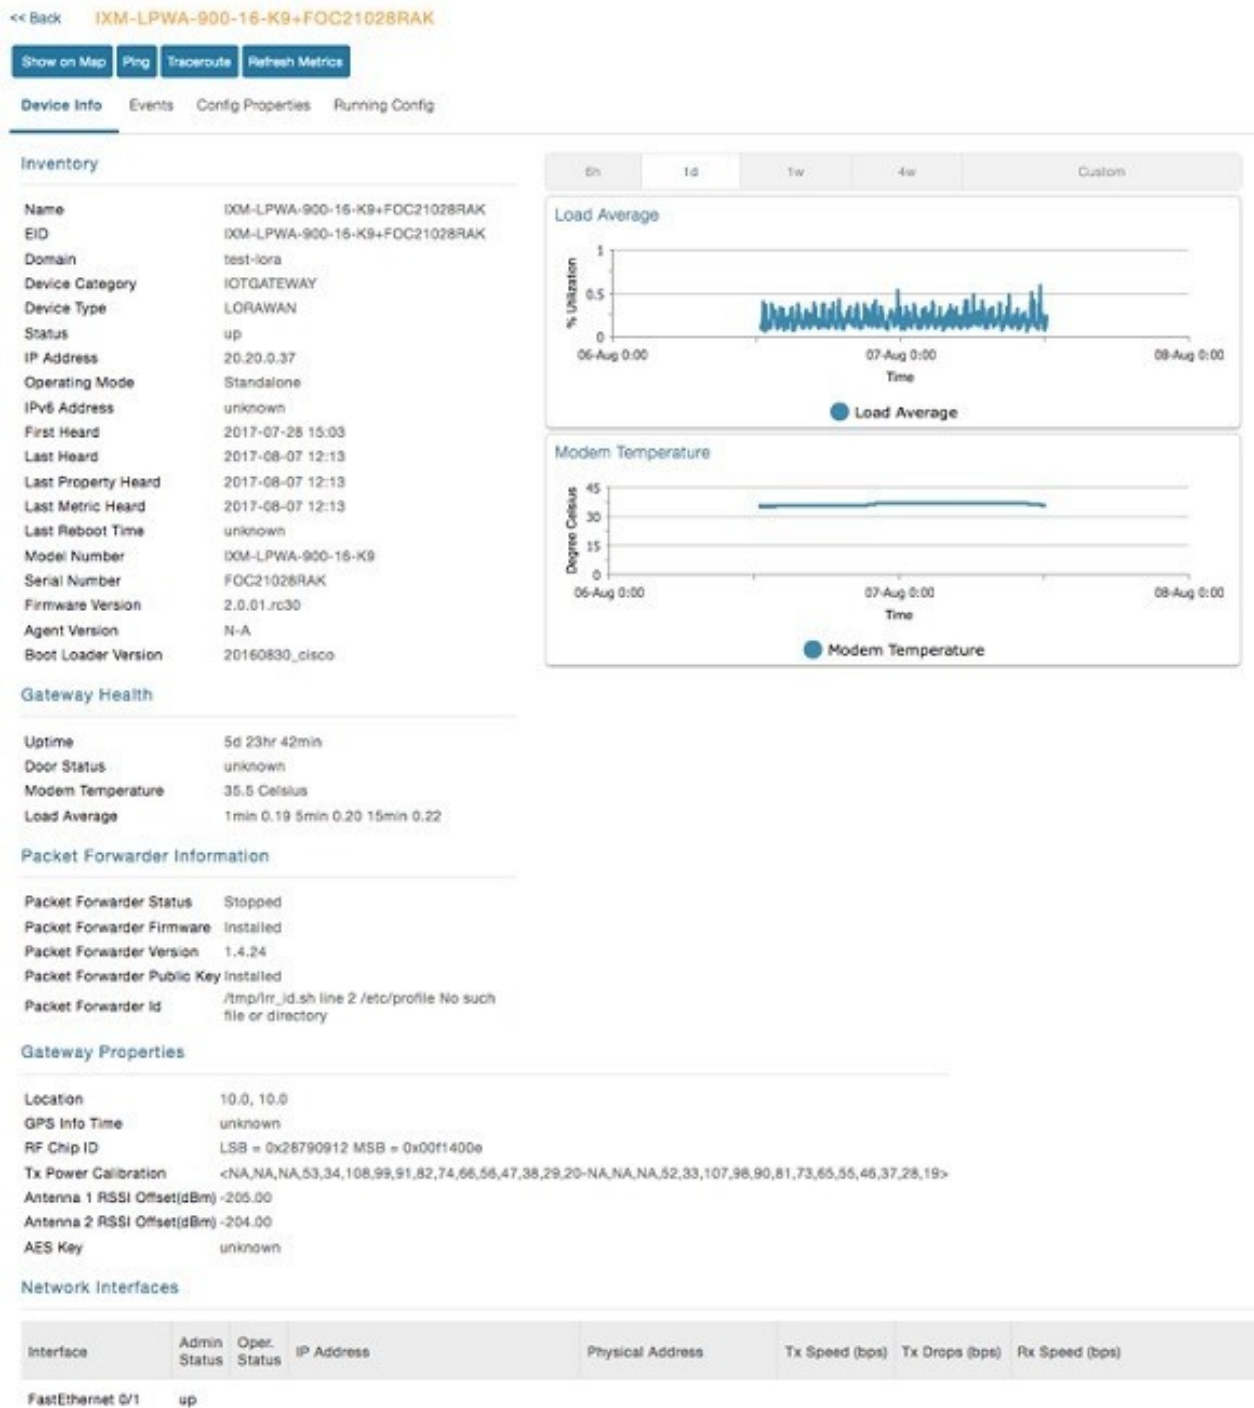 << Back IXM-LPWA-900-16-K9+FOC21028RAK
Show on Map Ping Traceroute Refresh Metrics
Device Info Events Config Properties Running Config
Inventory
Name IXM-LPWA-900-16-K9+FOC21028RAK
EID IXM-LPWA-900-16-K9+FOC21028RAK
Domain test-lora
Device Category IOTGATEWAY
Device Type LORAWAN
Status up
IP Address 20.20.0.37
Operating Mode Standalone
IPv6 Address unknown
First Heard 2017-07-28 15:03
Last Heard 2017-08-07 12:13
Last Property Heard 2017-08-07 12:13
Last Metric Heard 2017-08-07 12:13
Last Reboot Time unknown
Model Number IXM-LPWA-900-16-K9
Serial Number FOC21028RAK
Firmware Version 2.0.01.rc30
Agent Version N-A
Boot Loader Version 20160830_cisco
6h 1d 1w 4w Custom
Load Average
% Utilization
1
0.5
0
06-Aug 0:00 07-Aug 0:00 08-Aug 0:00
Time
Load Average
Modem Temperature
Degree Celsius
45
30
15
0
06-Aug 0:00 07-Aug 0:00 08-Aug 0:00
Time
Modem Temperature
Gateway Health
Uptime 5d 23hr 42min
Door Status unknown
Modem Temperature 35.5 Celsius
Load Average 1min 0.19 5min 0.20 15min 0.22
Packet Forwarder Information
Packet Forwarder Status Stopped
Packet Forwarder Firmware Installed
Packet Forwarder Version 1.4.24
Packet Forwarder Public Key Installed
Packet Forwarder Id /tmp/lrr_id.sh line 2 /etc/profile No such
file or directory
Gateway Properties
Location 10.0, 10.0
GPS Info Time unknown
RF Chip ID LSB = 0x28790912 MSB = 0x00f1400e
Tx Power Calibration <NA,NA,NA,53,34,108,99,91,82,74,66,56,47,38,29,20-NA,NA,NA,52,33,107,98,90,81,73,65,55,46,37,28,19>
Antenna 1 RSSI Offset(dBm) -205.00
Antenna 2 RSSI Offset(dBm) -204.00
AES Key unknown
Network Interfaces
Interface Admin Status Oper. Status IP Address Physical Address Tx Speed (bps) Tx Drops (bps) Rx Speed (bps)
FastEthernet 0/1 up